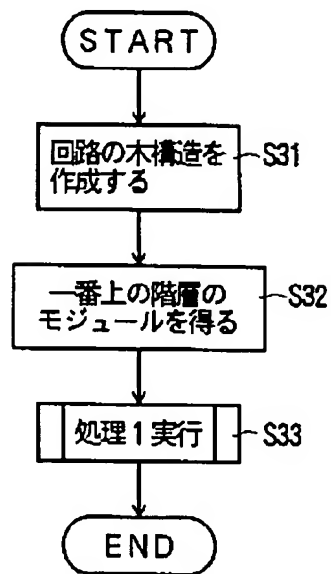 START
回路の木構造を
作成する
S31
一番上の階層の
モジュールを得る
S32
処理1実行
S33
END